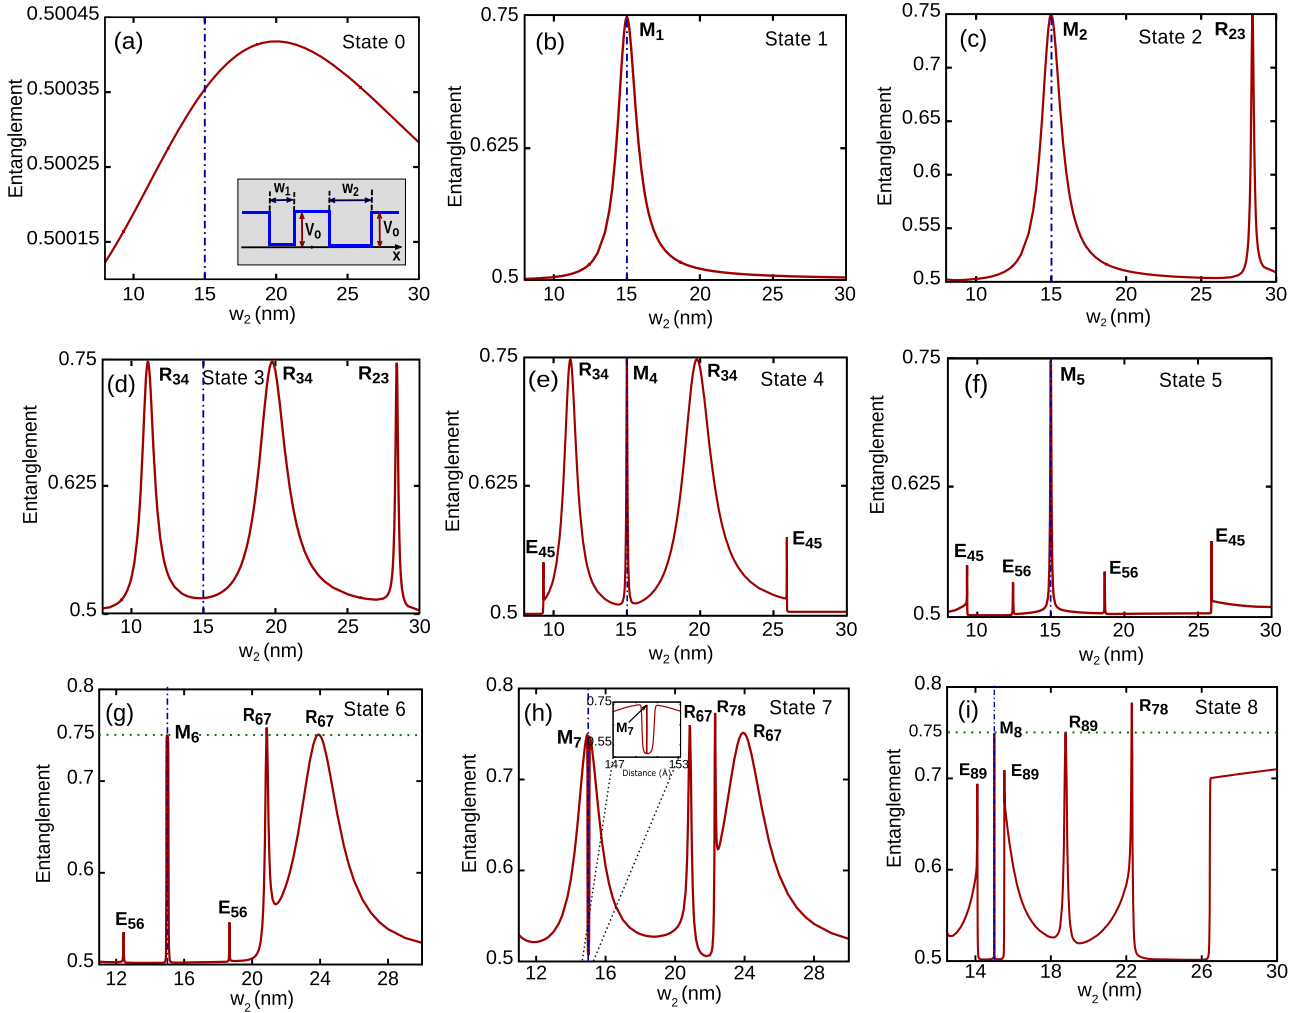 (a)
State 0
Entanglement
0.50045
0.50035
0.50025
0.50015
10 15 20 25 30
w2 (nm)
w1
w2
Vo
Vo
x
(b)
M1
State 1
Entanglement
0.75
0.625
0.5
10 15 20 25 30
w2 (nm)
(c)
M2
State 2
R23
Entanglement
0.75
0.7
0.65
0.6
0.55
0.5
10 15 20 25 30
w2 (nm)
(d)
R34
State 3
R34
R23
Entanglement
0.75
0.625
0.5
10 15 20 25 30
w2 (nm)
(e)
R34
M4
R34
State 4
E45
E45
Entanglement
0.75
0.625
0.5
10 15 20 25 30
w2 (nm)
(f)
M5
State 5
E45
E56
E56
E45
Entanglement
0.75
0.625
0.5
10 15 20 25 30
w2 (nm)
(g)
M6
R67
R67
State 6
E56
E56
Entanglement
0.8
0.75
0.7
0.6
0.5
12 16 20 24 28
w2 (nm)
(h)
M7
R67
R78
R67
State 7
0.75
M7
0.55
147 153
Distance (Å)
Entanglement
0.8
0.7
0.6
0.5
12 16 20 24 28
w2 (nm)
(i)
M8
R89
R78
State 8
E89
E89
Entanglement
0.8
0.75
0.7
0.6
0.5
14 18 22 26 30
w2 (nm)